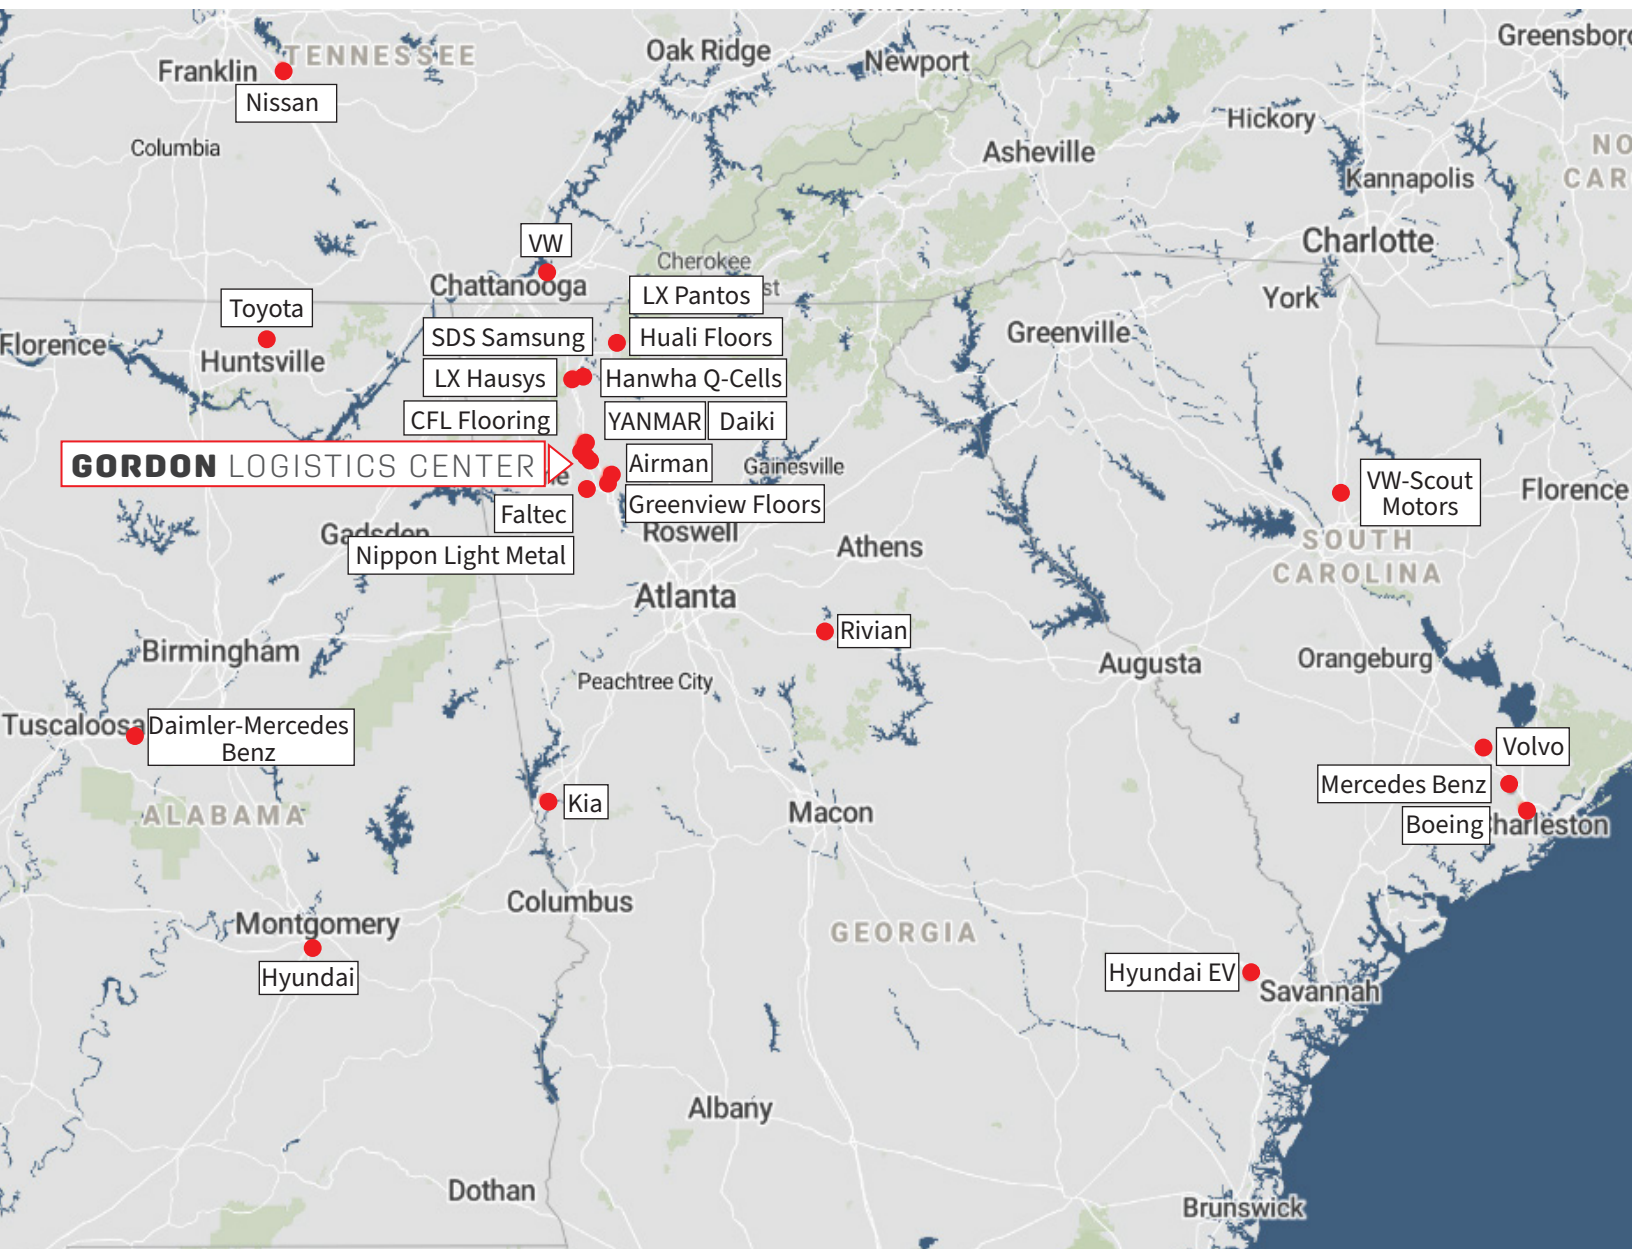 Oak Ridge
Newport
Greensboro
TENNESSEE
Franklin
Nissan
Columbia
Hickory
Asheville
Kannapolis
NO
CAR
VW
Charlotte
Cherokee
Chattanooga
st
LX Pantos
York
Toyota
SDS Samsung
Huali Floors
Greenville
Florence
Huntsville
LX Hausys
Hanwha Q-Cells
CFL Flooring
YANMAR
Daiki
GORDON LOGISTICS CENTER
Airman
Gainesville
VW-Scout
Motors
Florence
Greenview Floors
Faltec
Gadsden
Roswell
Nippon Light Metal
Athens
SOUTH
CAROLINA
Atlanta
Rivian
Birmingham
Augusta
Orangeburg
Peachtree City
Tuscaloosa
Daimler-Mercedes
Benz
Volvo
Mercedes Benz
Kia
ALABAMA
Macon
Boeing
harleston
Columbus
Montgomery
GEORGIA
Hyundai
Hyundai EV
Savannah
Albany
Dothan
Brunswick